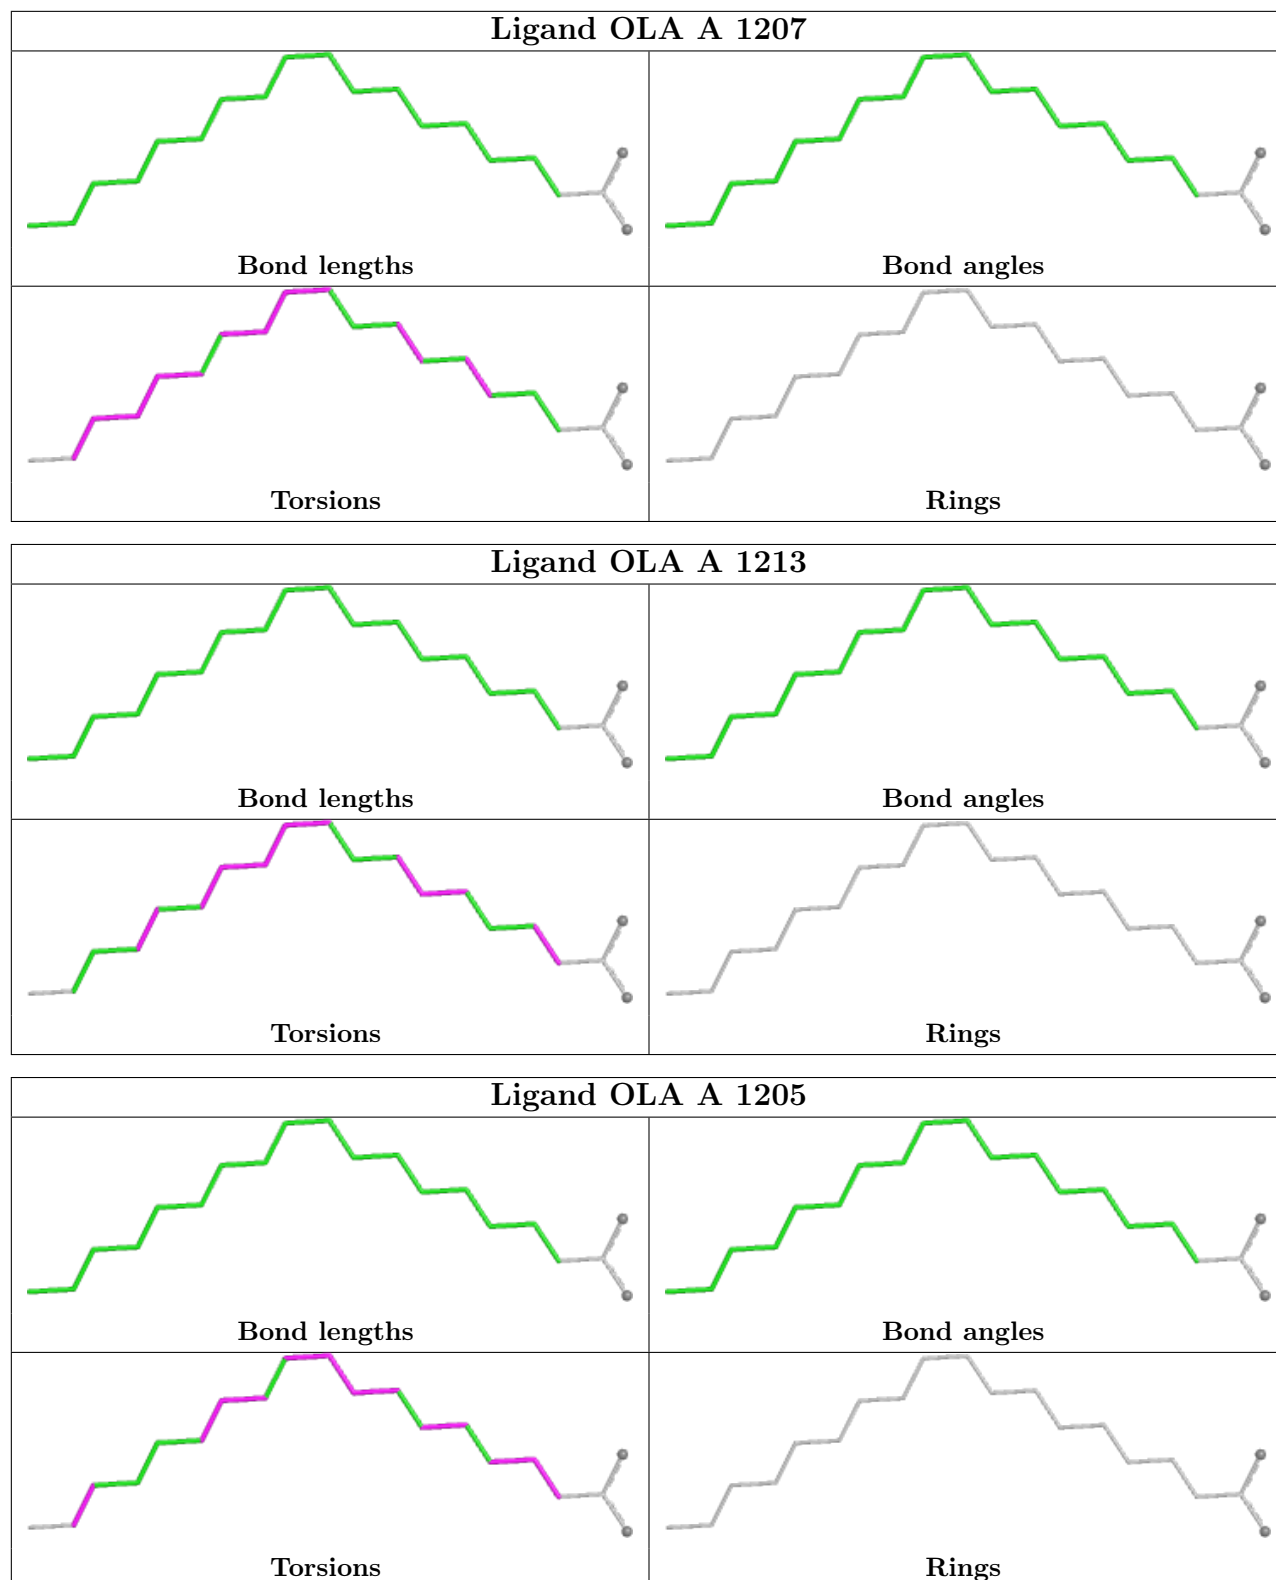 Ligand OLA A 1207
Bond lengths
Bond angles
Torsions
Rings
Ligand OLA A 1213
Bond lengths
Bond angles
Torsions
Rings
Ligand OLA A 1205
Bond lengths
Bond angles
Torsions
Rings